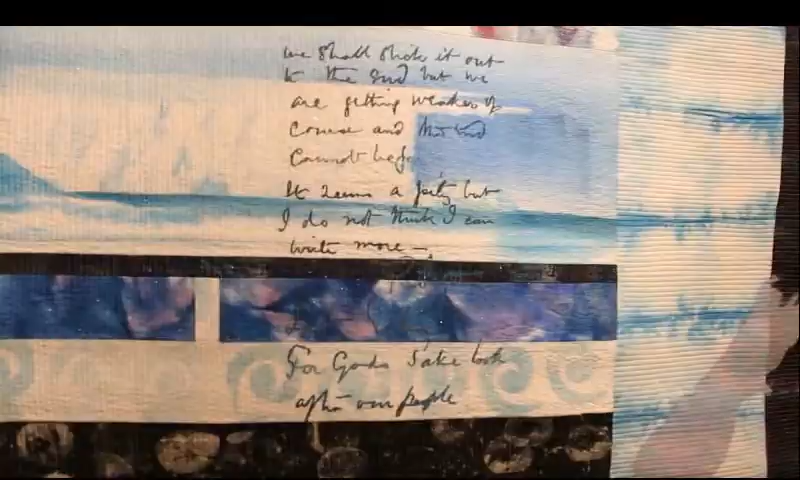 we shall stick it out
to the end but we
are getting weaker of
course and the end
cannot be far
It seems a pity but
I do not think I can
write more –
For Gods sake look
after our people